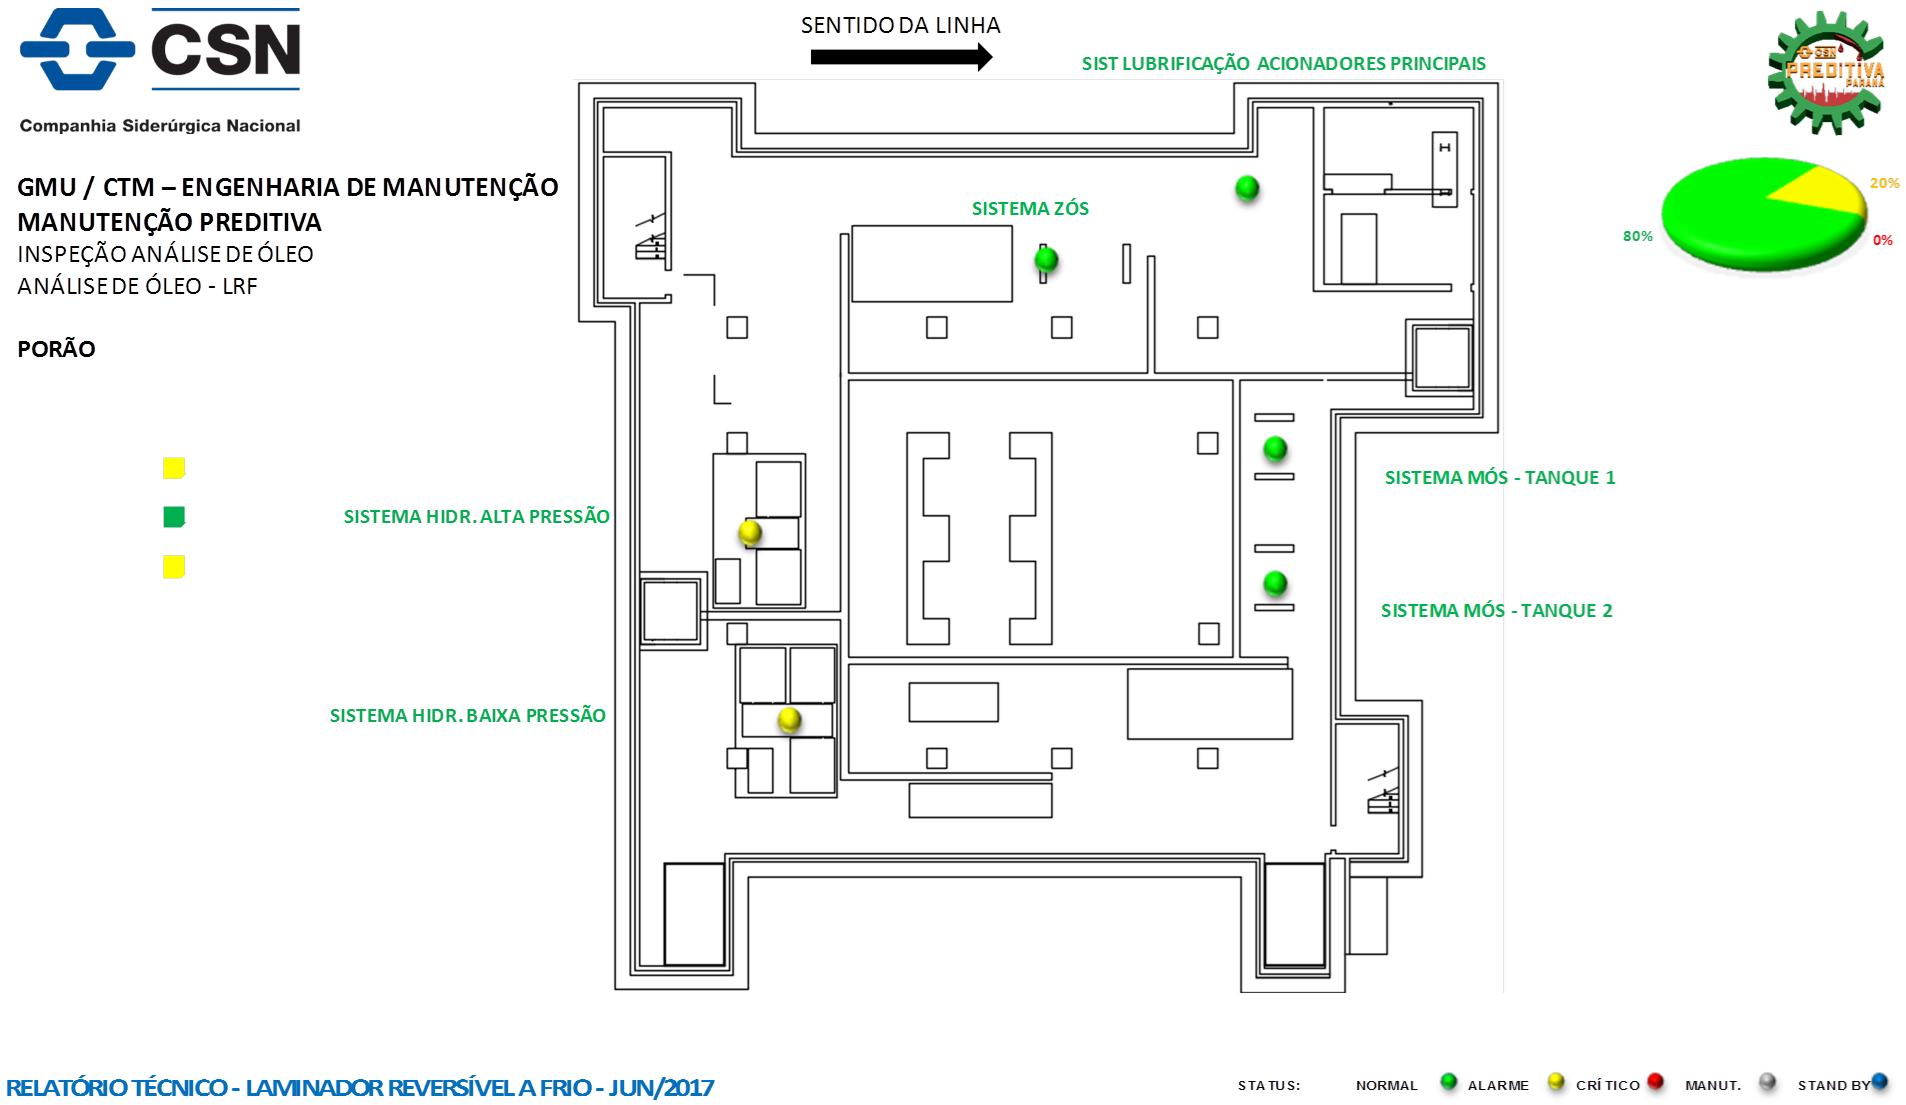 CSN
Companhia Siderúrgica Nacional
SENTIDO DA LINHA
SIST LUBRIFICAÇÃO ACIONADORES PRINCIPAIS
CSN
PREDITIVA
PARANÁ
GMU / CTM – ENGENHARIA DE MANUTENÇÃO
MANUTENÇÃO PREDITIVA
INSPEÇÃO ANÁLISE DE ÓLEO
ANÁLISE DE ÓLEO - LRF
PORÃO
20%
80%
0%
SISTEMA ZÓS
SISTEMA MÓS - TANQUE 1
SISTEMA HIDR. ALTA PRESSÃO
SISTEMA MÓS - TANQUE 2
SISTEMA HIDR. BAIXA PRESSÃO
RELATÓRIO TÉCNICO - LAMINADOR REVERSÍVEL A FRIO - JUN/2017
STATUS: NORMAL ALARME CRÍTICO MANUT. STAND BY